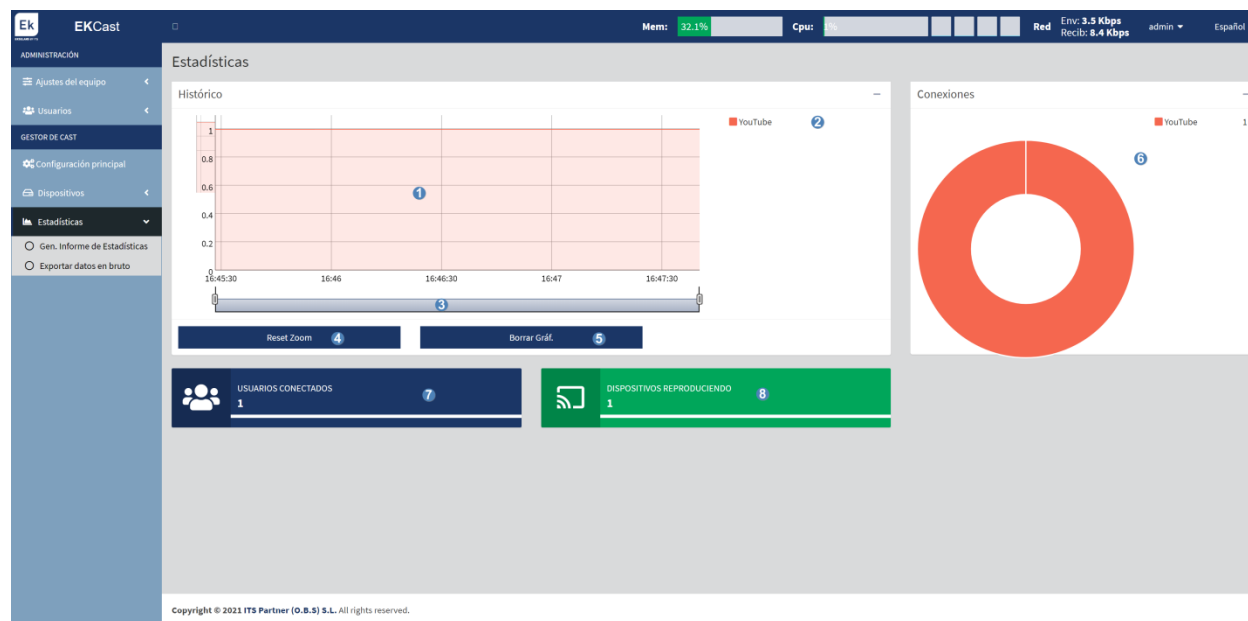 Ek
EKCast
Mem: 32.1%
Cpu: 1%
Red
Env: 3.5 Kbps
Recib: 8.4 Kbps
admin
Español
ADMINISTRACIÓN
Ajustes del equipo
Usuarios
GESTOR DE CAST
Configuración principal
Dispositivos
Estadísticas
Gen. Informe de Estadísticas
Exportar datos en bruto
Estadísticas
Histórico
YouTube
2
1
0.8
0.6
0.4
0.2
0
1
16:45:30
16:46
16:46:30
16:47
16:47:30
3
Reset Zoom 4
Borrar Gráf. 5
Conexiones
YouTube 1
6
USUARIOS CONECTADOS
1
7
DISPOSITIVOS REPRODUCIENDO
1
8
Copyright © 2021 ITS Partner (O.B.S) S.L. All rights reserved.